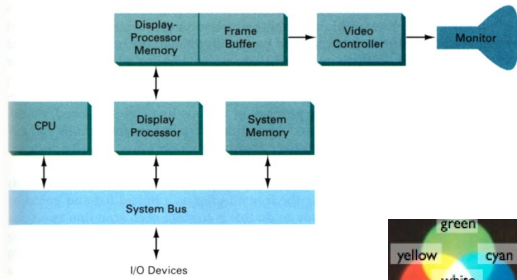 Display-
Processor
Memory
Frame
Buffer
Video
Controller
Monitor
CPU
Display
Processor
System
Memory
System Bus
I/O Devices
green
yellow
cyan
white